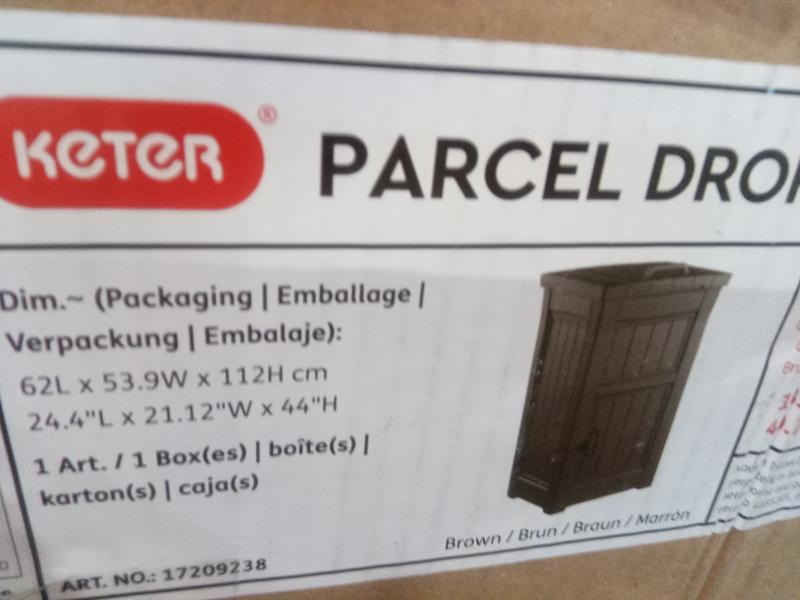 KETER®
PARCEL DROP
Dim.~ (Packaging | Emballage |
Verpackung | Embalaje):
62L x 53.9W x 112H cm
24.4"L x 21.12"W x 44"H
1 Art. / 1 Box(es) | boîte(s) |
karton(s) | caja(s)
Brown / Brun / Braun / Marrón
ART. NO.: 17209238